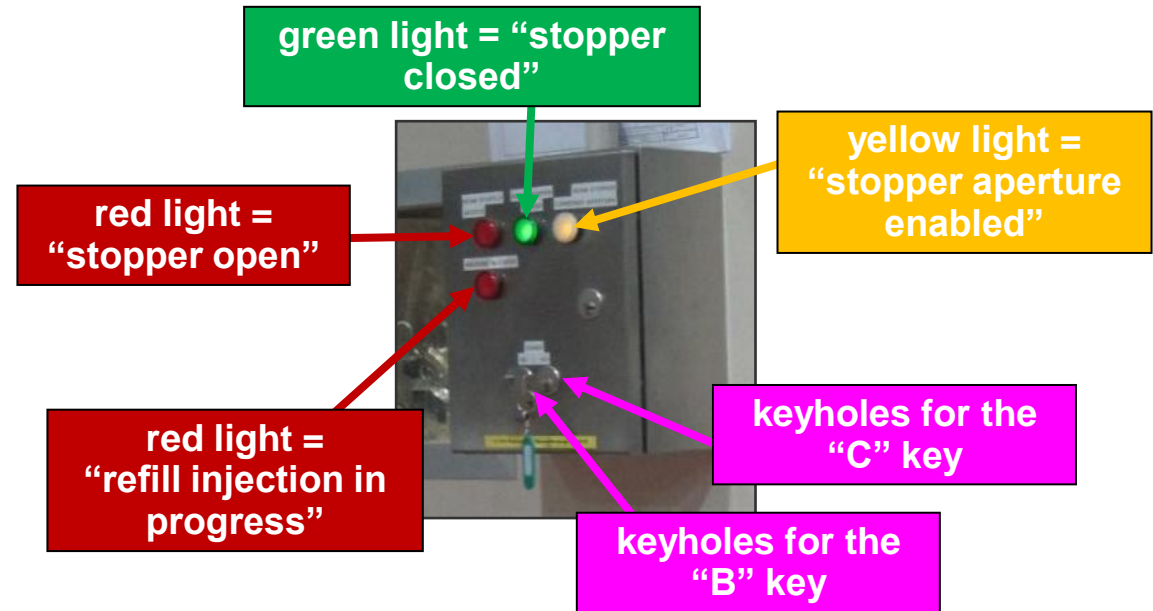 green light = “stopper
closed”
yellow light =
“stopper aperture
enabled”
red light =
“stopper open”
red light =
“refill injection in
progress”
keyholes for the
“C” key
keyholes for the
“B” key